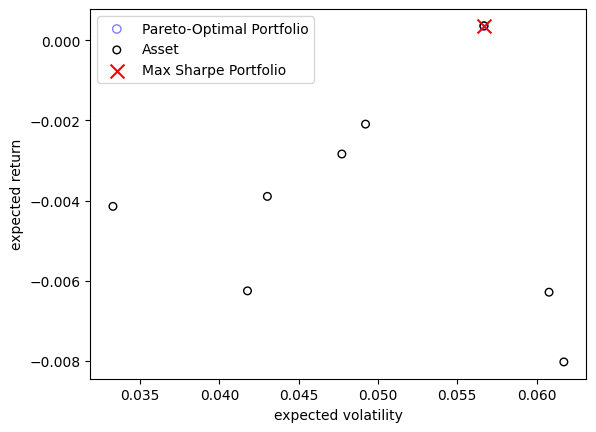 Pareto-Optimal Portfolio
Asset
Max Sharpe Portfolio
0.000
−0.002
−0.004
−0.006
−0.008
expected return
0.035 0.040 0.045 0.050 0.055 0.060
expected volatility